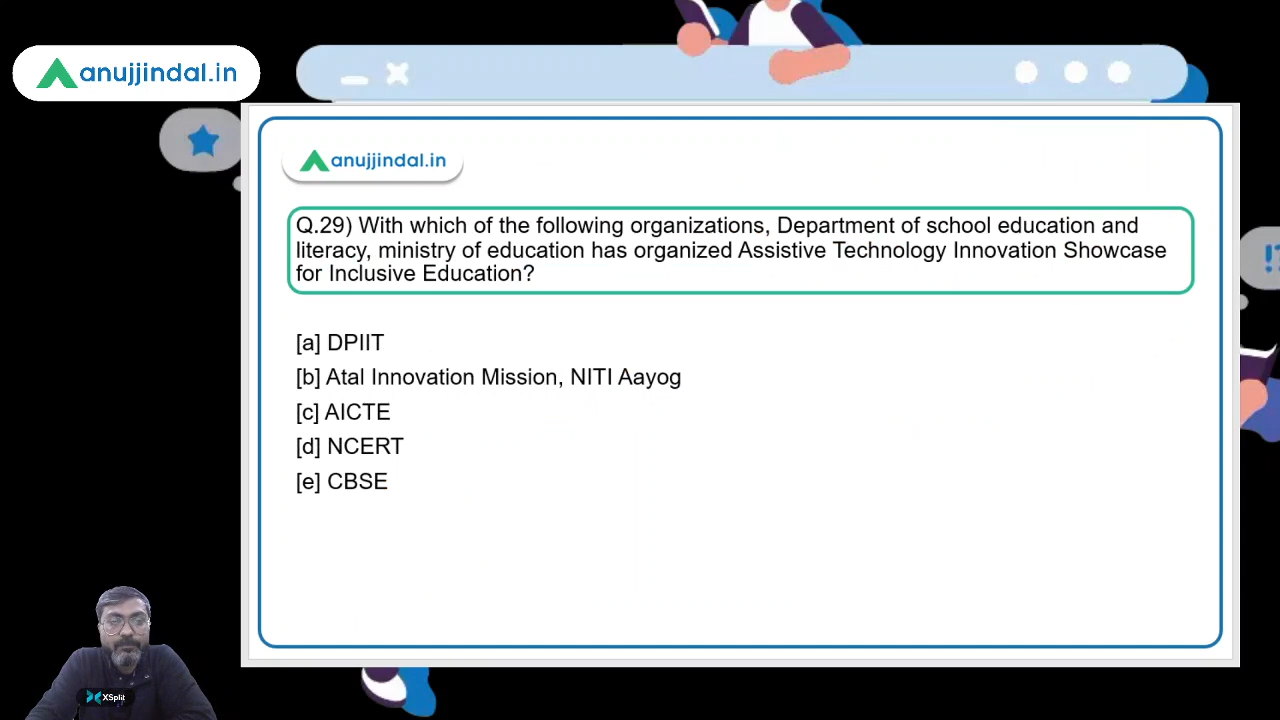 anujjindal.in
anujjindal.in
Q.29) With which of the following organizations, Department of school education and
literacy, ministry of education has organized Assistive Technology Innovation Showcase
for Inclusive Education?
[a] DPIIT
[b] Atal Innovation Mission, NITI Aayog
[c] AICTE
[d] NCERT
[e] CBSE
XSplit